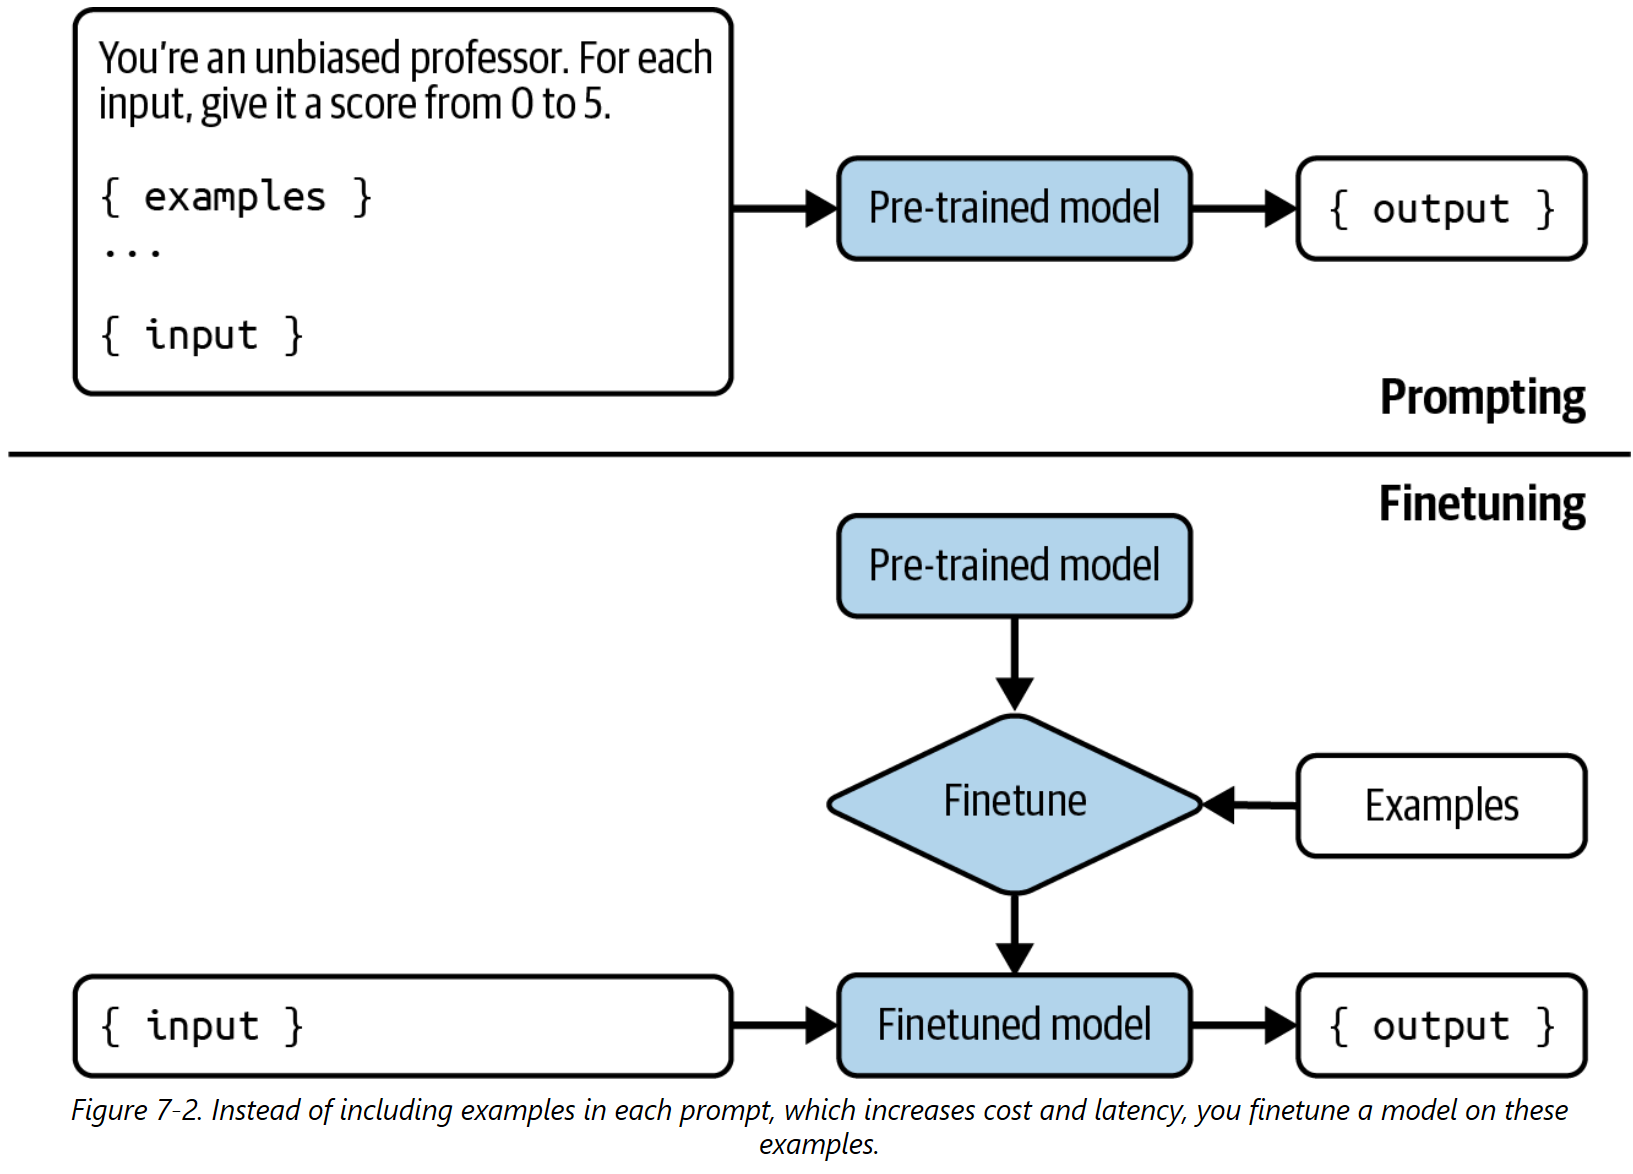 You're an unbiased professor. For each
input, give it a score from 0 to 5.
{ examples }
...
{ input }
Pre-trained model
{ output }
Prompting
Finetuning
Pre-trained model
Finetune
Examples
{ input }
Finetuned model
{ output }
Figure 7-2. Instead of including examples in each prompt, which increases cost and latency, you finetune a model on these
examples.